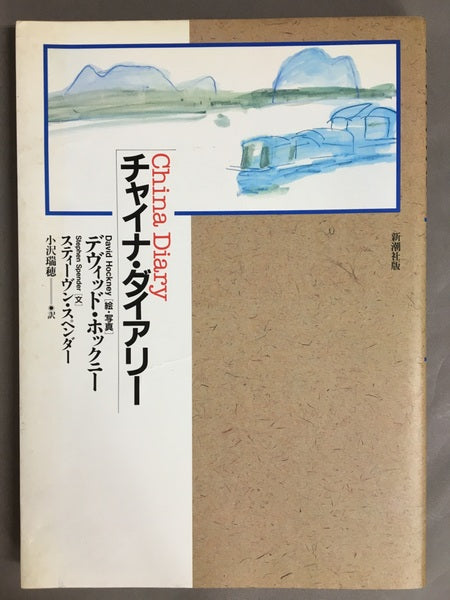 新潮社版
China Diary
チャイナ・ダイアリー
David Hockney [絵・写真]
デヴィッド・ホックニー
Stephen Spender [文]
スティーヴン・スペンダー
小沢瑞穂——●訳